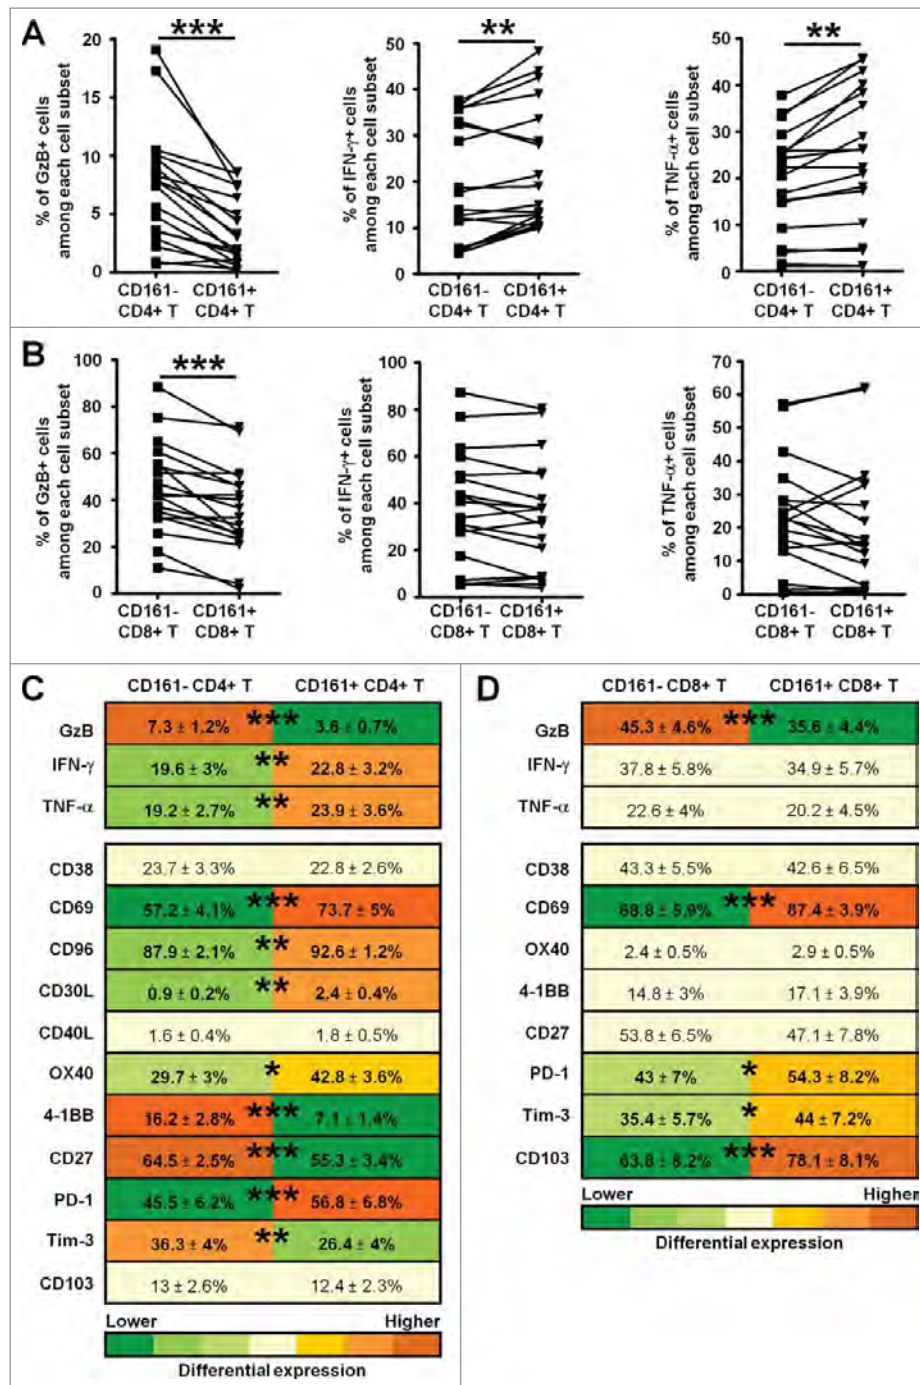 A
***
**
**
% of GzB+ cells
among each cell subset
20
15
10
5
0
CD161-
CD4+ T
CD161+
CD4+ T
% of IFN-γ+ cells
among each cell subset
50
40
30
20
10
0
CD161-
CD4+ T
CD161+
CD4+ T
% of TNF-α+ cells
among each cell subset
50
40
30
20
10
0
CD161-
CD4+ T
CD161+
CD4+ T
B
***
% of GzB+ cells
among each cell subset
100
80
60
40
20
0
CD161-
CD8+ T
CD161+
CD8+ T
% of IFN-γ+ cells
among each cell subset
100
80
60
40
20
0
CD161-
CD8+ T
CD161+
CD8+ T
% of TNF-α+ cells
among each cell subset
70
60
50
40
30
20
10
0
CD161-
CD8+ T
CD161+
CD8+ T
C
CD161- CD4+ T CD161+ CD4+ T
GzB 7.3 ± 1.2% *** 3.6 ± 0.7%
IFN-γ 19.6 ± 3% ** 22.8 ± 3.2%
TNF-α 19.2 ± 2.7% ** 23.9 ± 3.6%
CD38 23.7 ± 3.3% 22.8 ± 2.6%
CD69 57.2 ± 4.1% *** 73.7 ± 5%
CD96 87.9 ± 2.1% ** 92.6 ± 1.2%
CD30L 0.9 ± 0.2% ** 2.4 ± 0.4%
CD40L 1.6 ± 0.4% 1.8 ± 0.5%
OX40 29.7 ± 3% * 42.8 ± 3.6%
4-1BB 16.2 ± 2.8% *** 7.1 ± 1.4%
CD27 64.5 ± 2.5% *** 55.3 ± 3.4%
PD-1 45.5 ± 6.2% *** 56.8 ± 6.8%
Tim-3 36.3 ± 4% ** 26.4 ± 4%
CD103 13 ± 2.6% 12.4 ± 2.3%
Lower Higher
Differential expression
D
CD161- CD8+ T CD161+ CD8+ T
GzB 45.3 ± 4.6% *** 35.6 ± 4.4%
IFN-γ 37.8 ± 5.8% 34.9 ± 5.7%
TNF-α 22.6 ± 4% 20.2 ± 4.5%
CD38 43.3 ± 5.5% 42.6 ± 6.5%
CD69 68.8 ± 5.9% *** 87.4 ± 3.9%
OX40 2.4 ± 0.5% 2.9 ± 0.5%
4-1BB 14.8 ± 3% 17.1 ± 3.9%
CD27 53.8 ± 6.5% 47.1 ± 7.8%
PD-1 43 ± 7% * 54.3 ± 8.2%
Tim-3 35.4 ± 5.7% * 44 ± 7.2%
CD103 63.8 ± 8.2% *** 78.1 ± 8.1%
Lower Higher
Differential expression